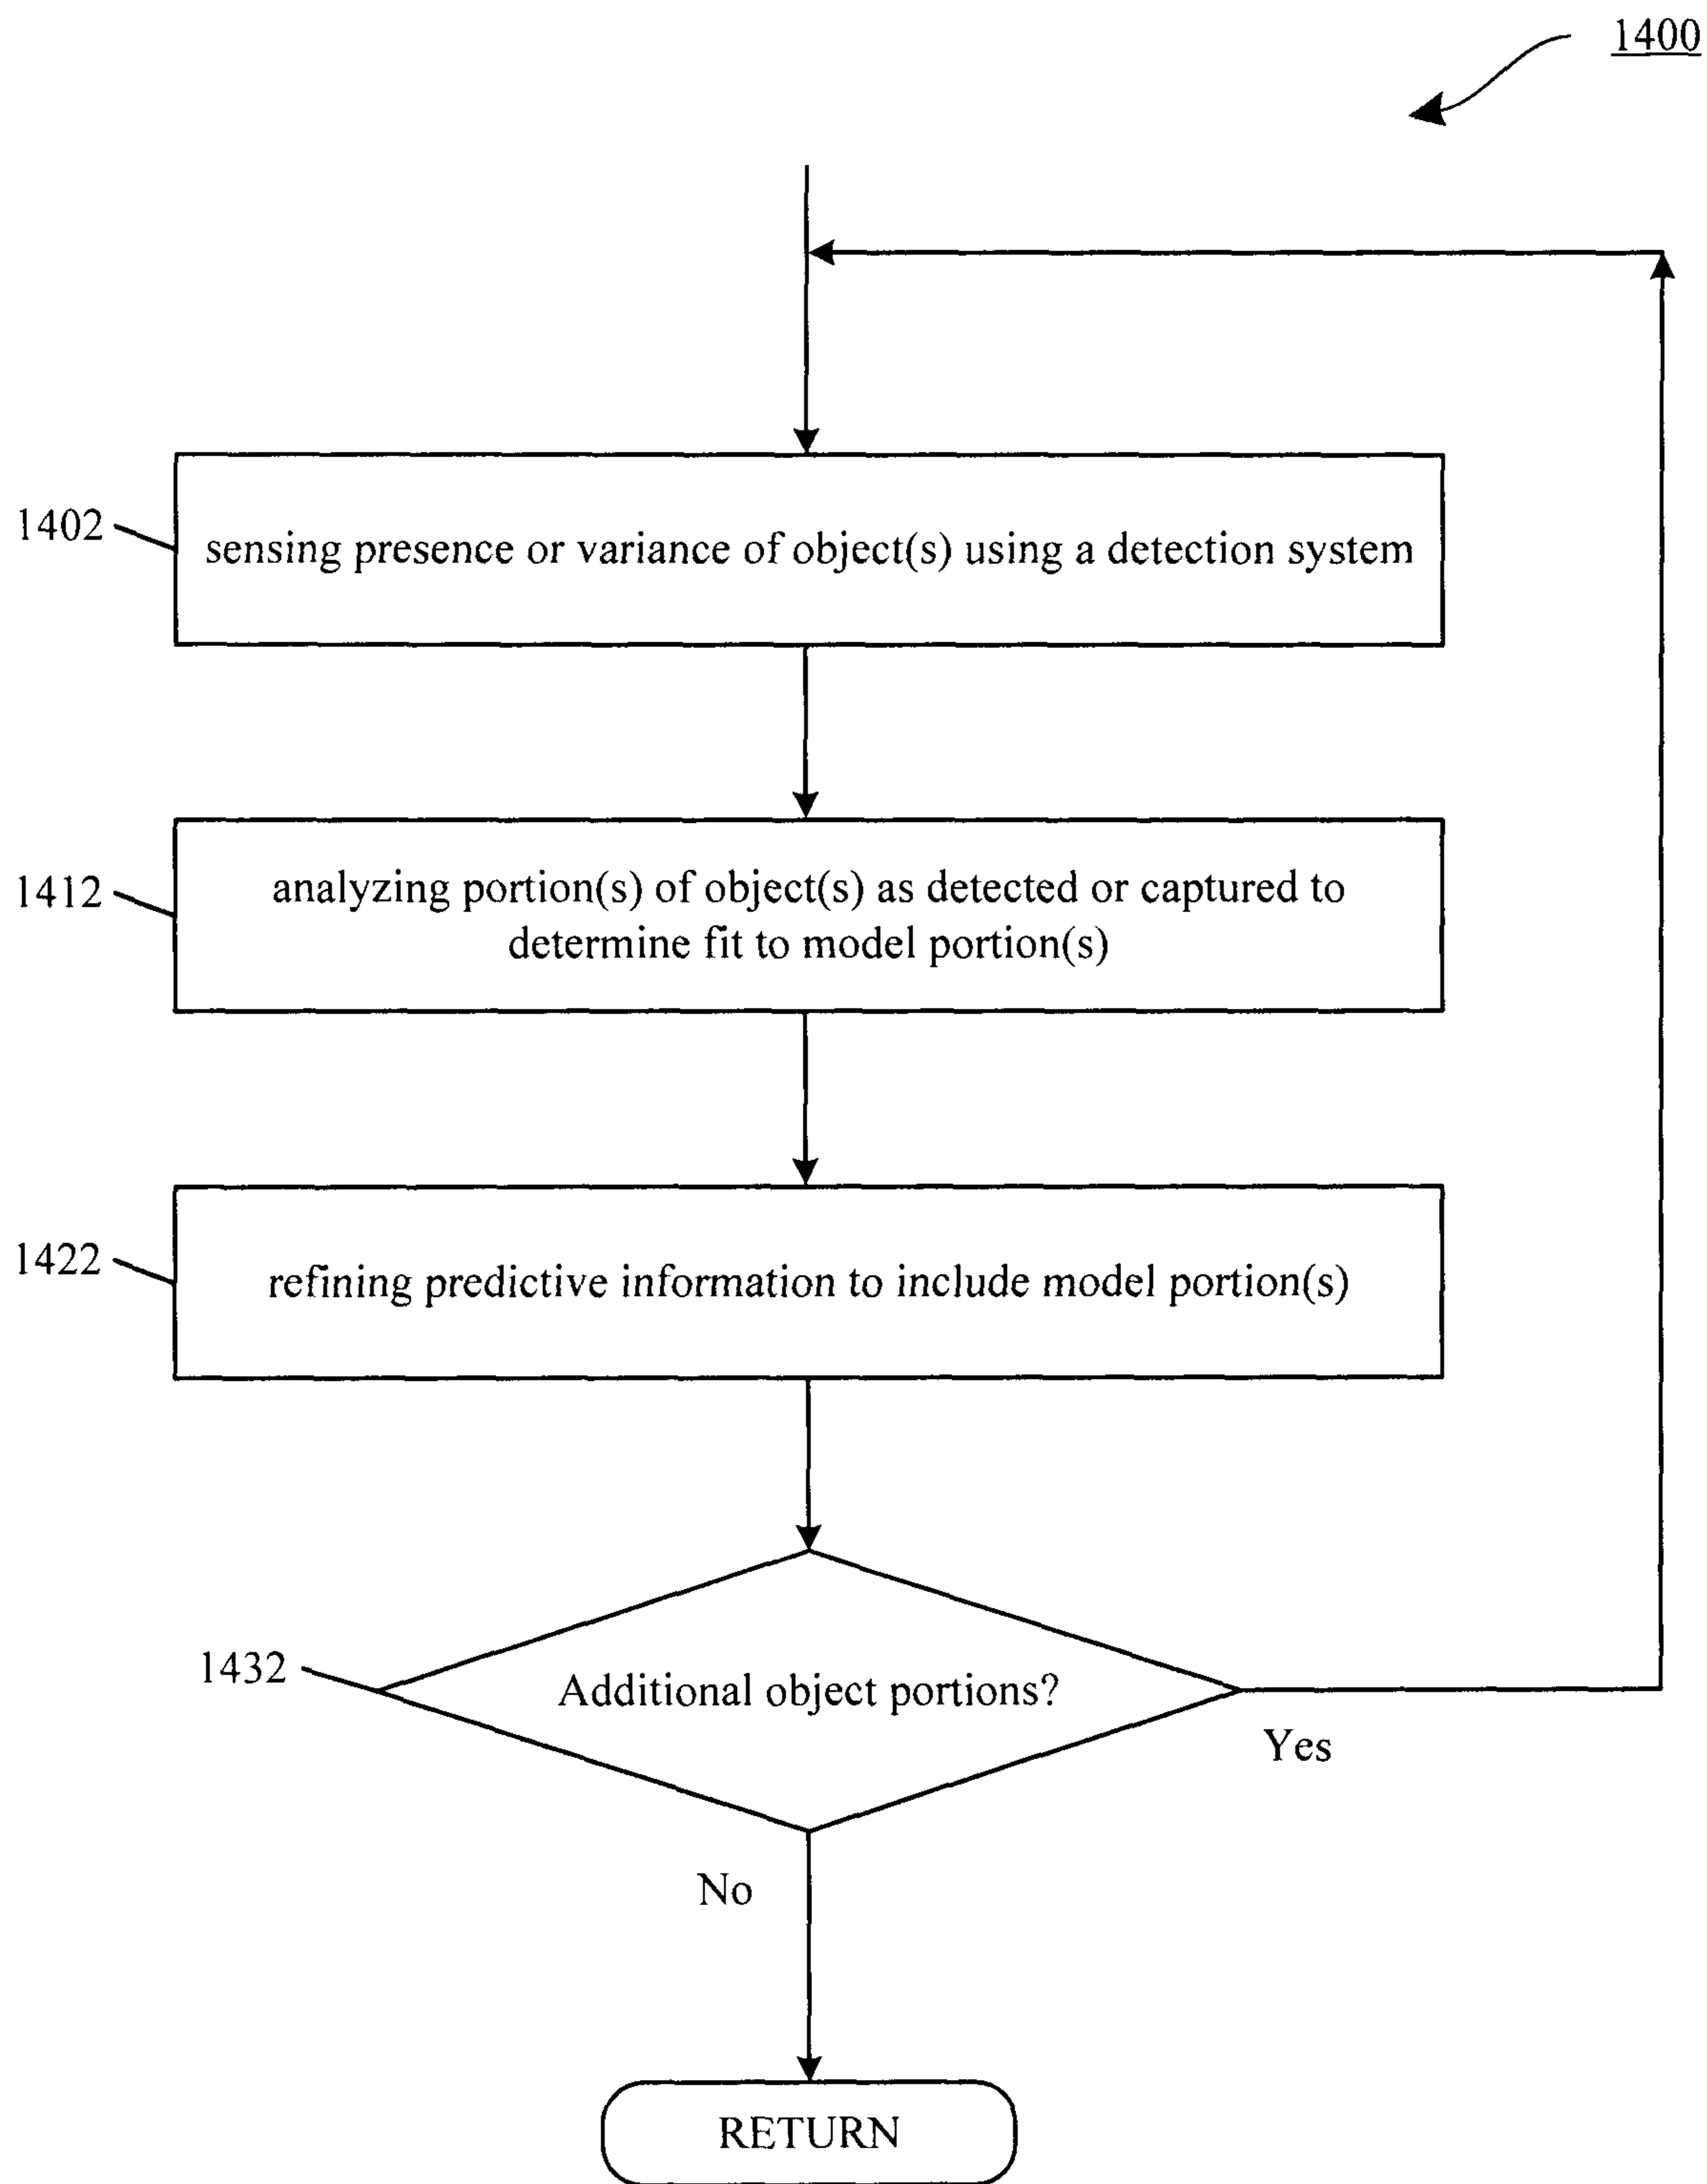 1400
1402
sensing presence or variance of object(s) using a detection system
1412
analyzing portion(s) of object(s) as detected or captured to
determine fit to model portion(s)
1422
refining predictive information to include model portion(s)
1432
Additional object portions?
Yes
No
RETURN